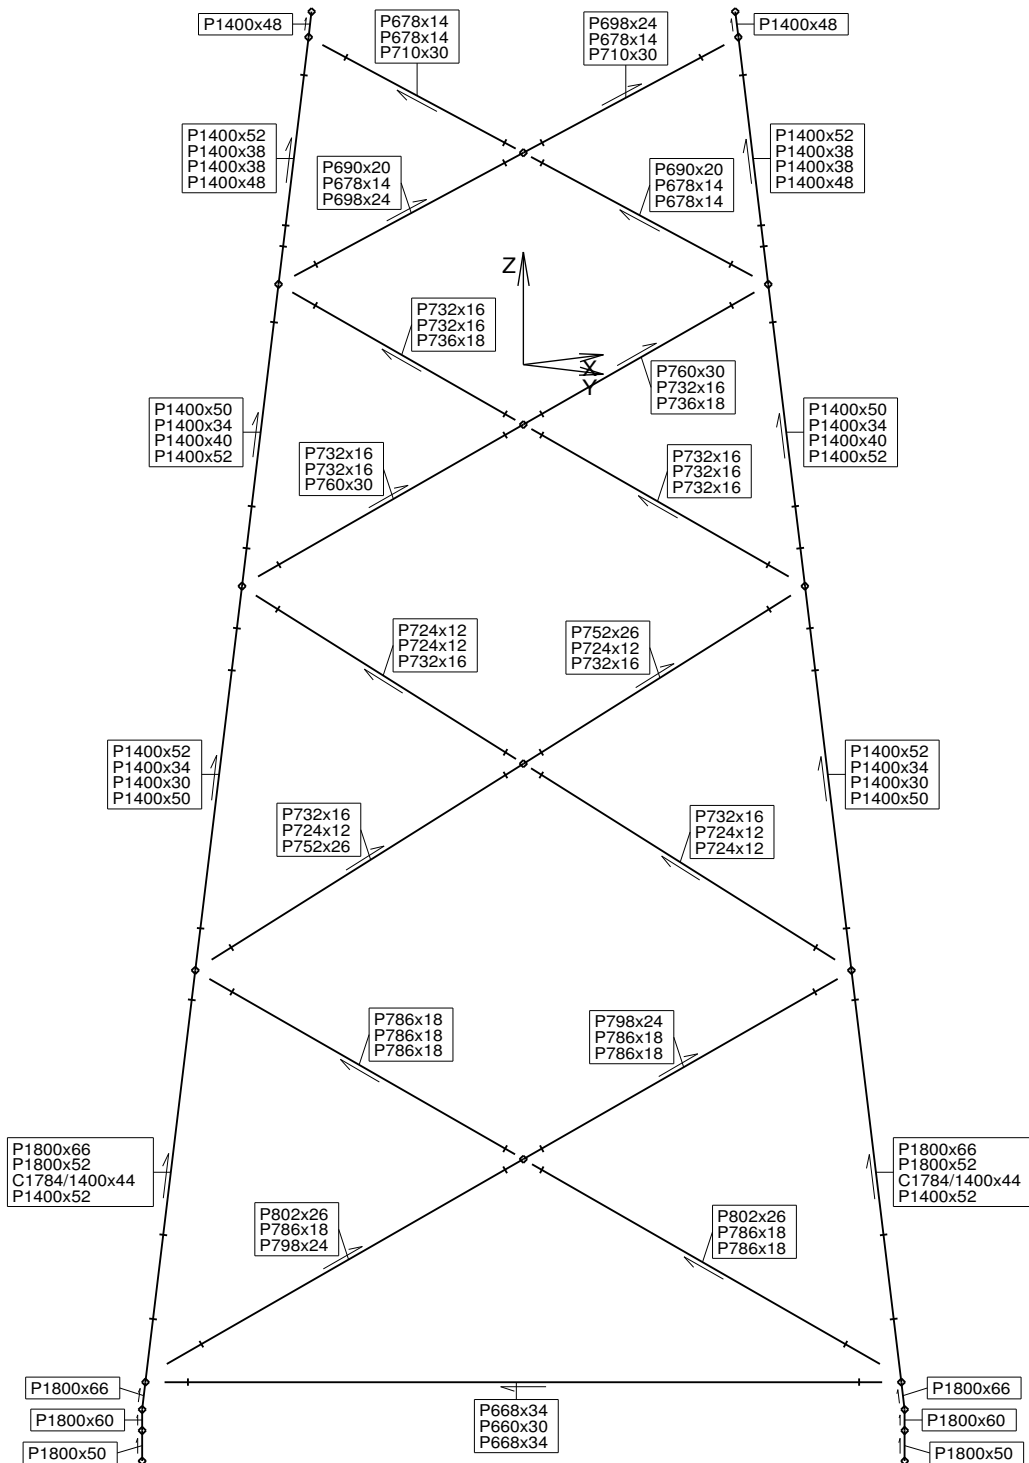 P1400x48
P678x14
P678x14
P710x30
P698x24
P678x14
P710x30
P1400x48
P1400x52
P1400x38
P1400x38
P1400x48
P690x20
P678x14
P698x24
P690x20
P678x14
P678x14
P1400x52
P1400x38
P1400x38
P1400x48
Z
X
Y
P732x16
P732x16
P736x18
P760x30
P732x16
P736x18
P1400x50
P1400x34
P1400x40
P1400x52
P732x16
P732x16
P760x30
P732x16
P732x16
P732x16
P1400x50
P1400x34
P1400x40
P1400x52
P724x12
P724x12
P732x16
P752x26
P724x12
P732x16
P1400x52
P1400x34
P1400x30
P1400x50
P1400x52
P1400x34
P1400x30
P1400x50
P732x16
P724x12
P752x26
P732x16
P724x12
P724x12
P786x18
P786x18
P786x18
P798x24
P786x18
P786x18
P1800x66
P1800x52
C1784/1400x44
P1400x52
P1800x66
P1800x52
C1784/1400x44
P1400x52
P802x26
P786x18
P798x24
P802x26
P786x18
P786x18
P1800x66
P1800x60
P1800x50
P668x34
P660x30
P668x34
P1800x66
P1800x60
P1800x50